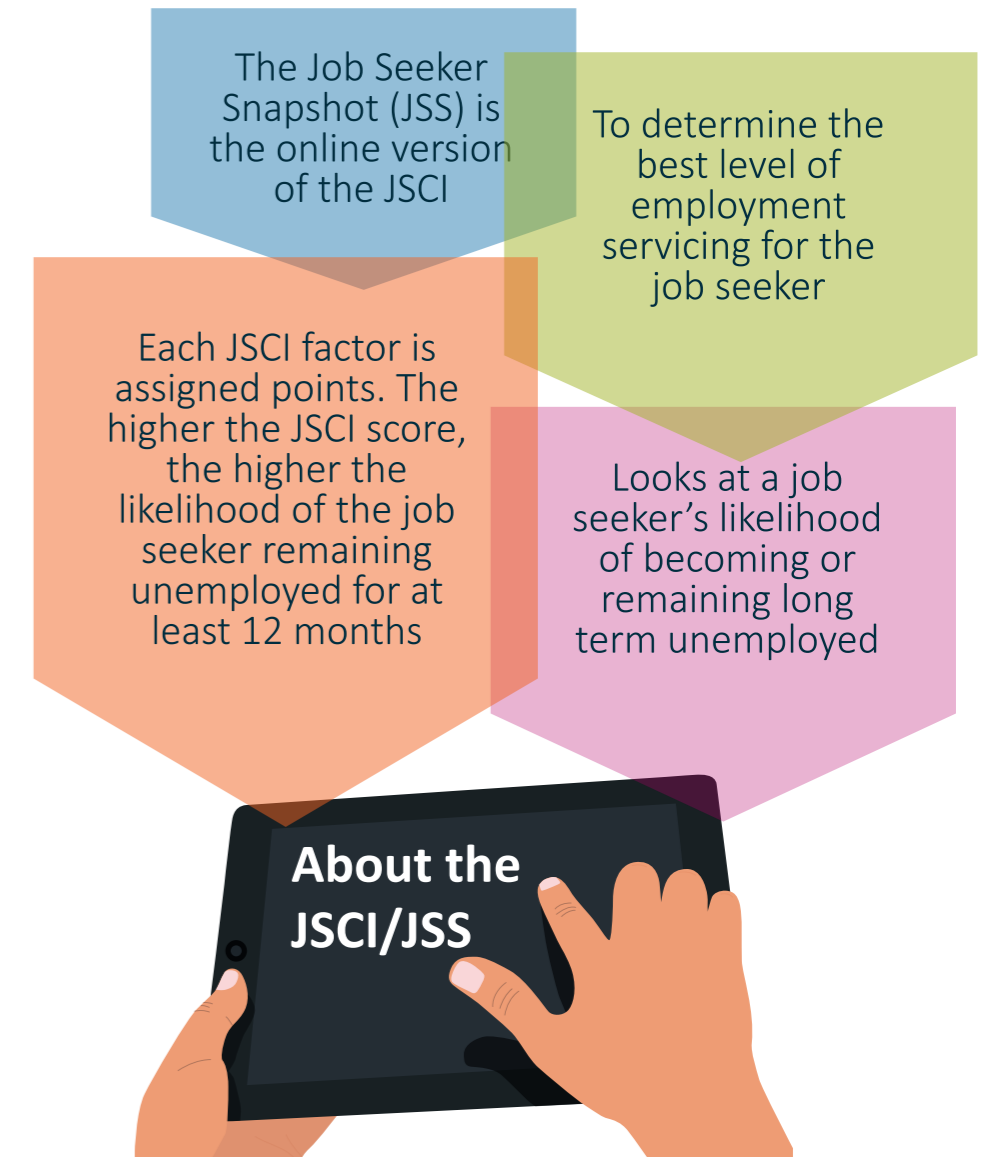 The Job Seeker
Snapshot (JSS) is
the online version
of the JSCI
To determine the
best level of
employment
servicing for the
job seeker
Each JSCI factor is
assigned points. The
higher the JSCI score,
the higher the
likelihood of the job
seeker remaining
unemployed for at
least 12 months
Looks at a job
seeker’s likelihood
of becoming or
remaining long
term unemployed
About the
JSCI/JSS